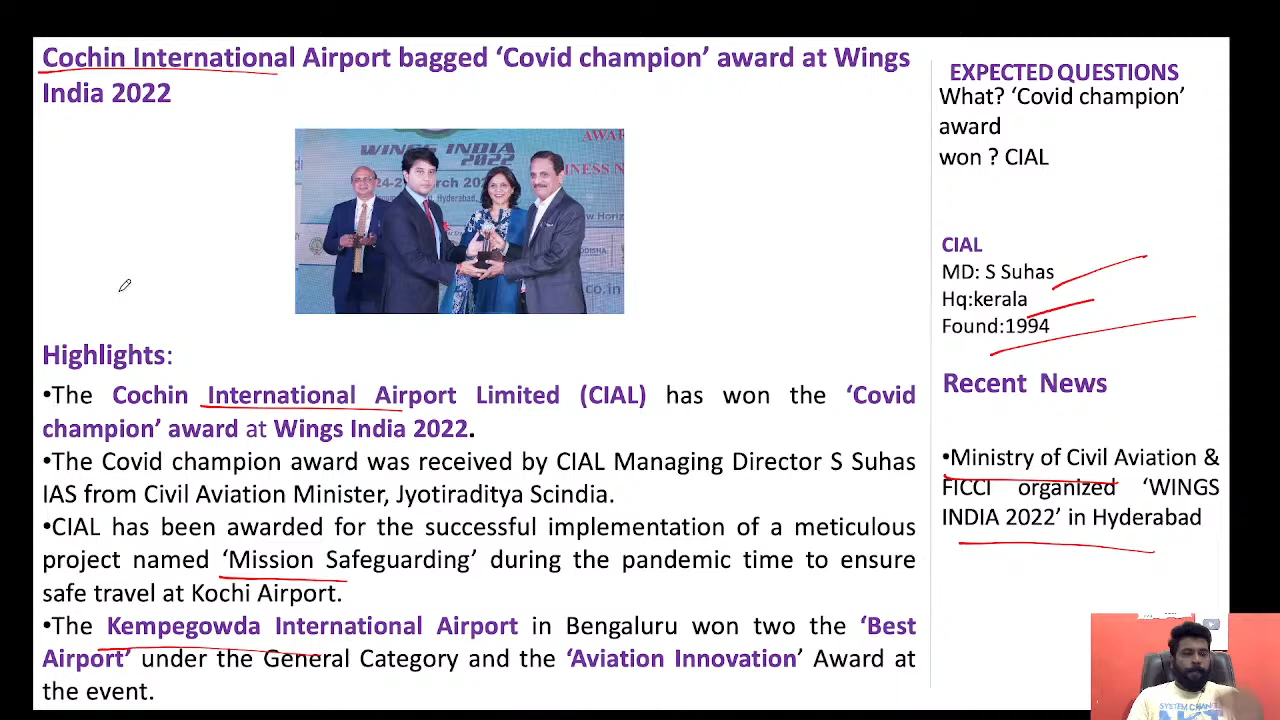 Cochin International Airport bagged ‘Covid champion’ award at Wings
India 2022
WINGS INDIA
2022
Highlights:
•The Cochin International Airport Limited (CIAL) has won the ‘Covid
champion’ award at Wings India 2022.
•The Covid champion award was received by CIAL Managing Director S Suhas
IAS from Civil Aviation Minister, Jyotiraditya Scindia.
•CIAL has been awarded for the successful implementation of a meticulous
project named ‘Mission Safeguarding’ during the pandemic time to ensure
safe travel at Kochi Airport.
•The Kempegowda International Airport in Bengaluru won two the ‘Best
Airport’ under the General Category and the ‘Aviation Innovation’ Award at
the event.
EXPECTED QUESTIONS
What? ‘Covid champion’
award
won ? CIAL
CIAL
MD: S Suhas
Hq:kerala
Found:1994
Recent News
•Ministry of Civil Aviation &
FICCI organized ‘WINGS
INDIA 2022’ in Hyderabad